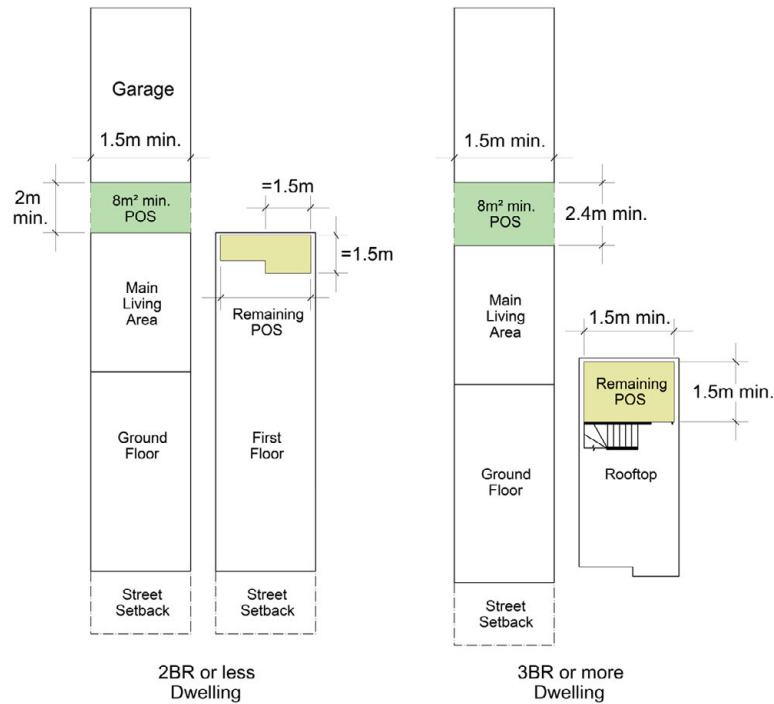 Garage
1.5m min.
2m
min.
8m² min.
POS
=1.5m
=1.5m
Main
Living
Area
Remaining
POS
Ground
Floor
First
Floor
Street
Setback
Street
Setback
2BR or less
Dwelling
1.5m min.
8m² min.
POS
2.4m min.
Main
Living
Area
1.5m min.
Remaining
POS
1.5m min.
Ground
Floor
Rooftop
Street
Setback
3BR or more
Dwelling